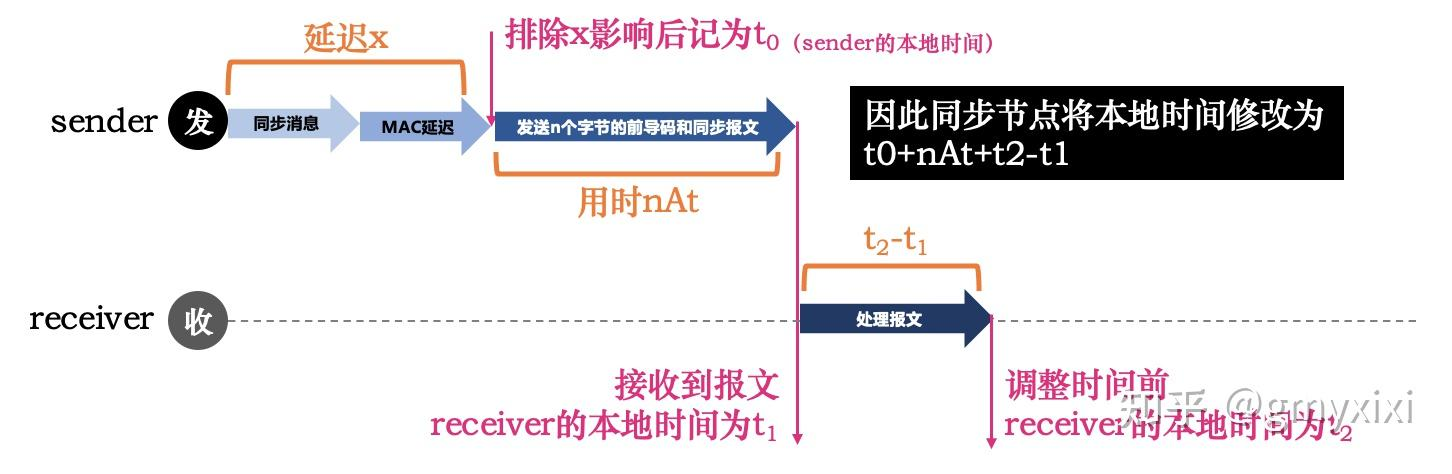 延迟x
排除x影响后记为t₀（sender的本地时间）
sender
发
同步消息
MAC延迟
发送n个字节的前导码和同步报文
因此同步节点将本地时间修改为
t0+nAt+t2-t1
用时nAt
t₂-t₁
receiver
收
处理报文
接收到报文
receiver的本地时间为t₁
调整时间前
receiver的本地时间为t₂
知乎 @gmyxixi